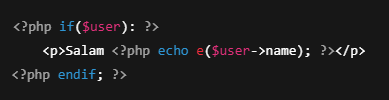 <?php if($user): ?>
    <p>Salam <?php echo e($user->name); ?></p>
<?php endif; ?>